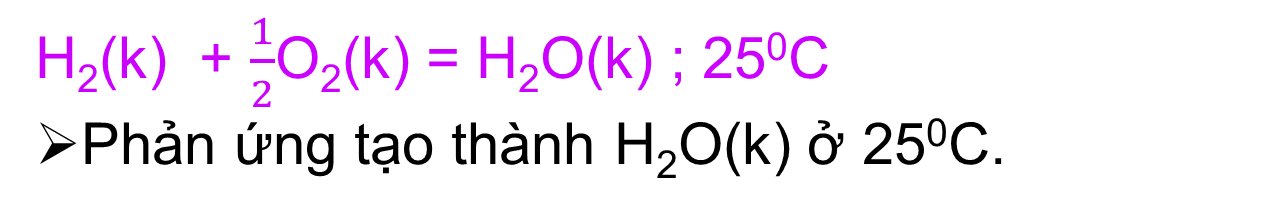 H₂(k) + ½O₂(k) = H₂O(k) ; 25⁰C
➢Phản ứng tạo thành H₂O(k) ở 25⁰C.